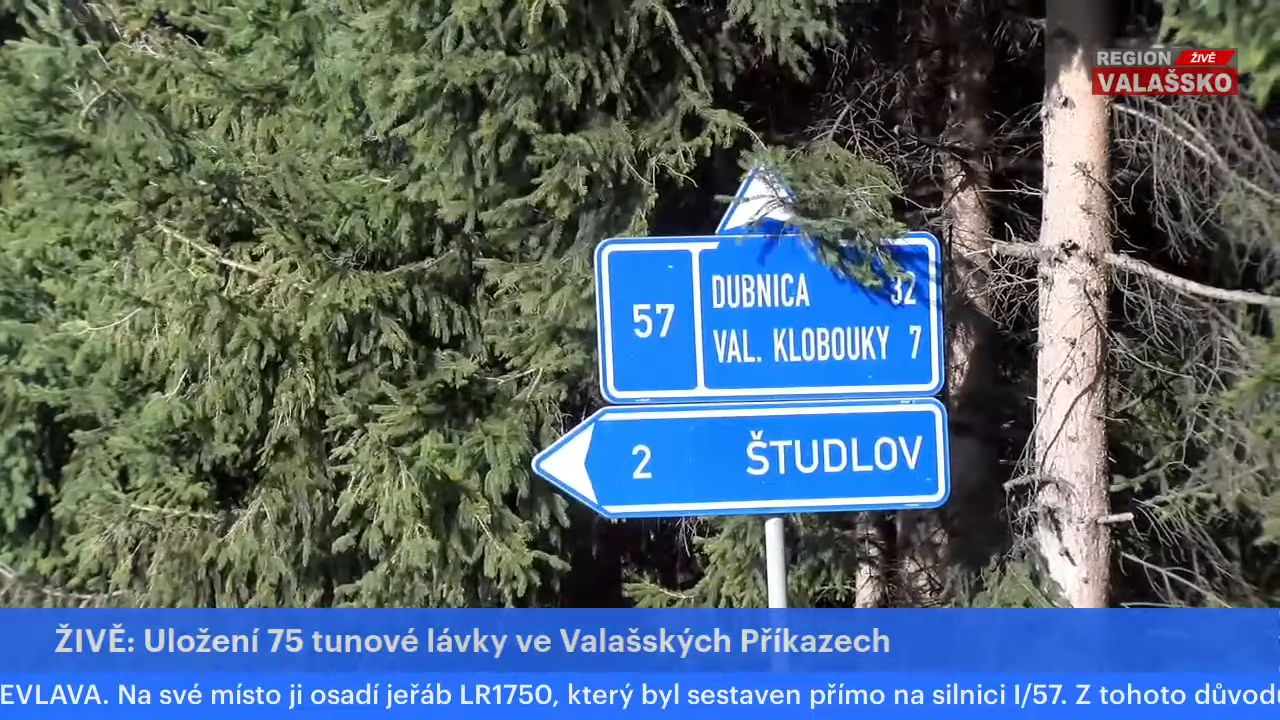 REGION ŽIVĚ
VALAŠSKO
57
DUBNICA 32
VAL. KLOBOUKY 7
2 ŠTUDLOV
ŽIVĚ: Uložení 75 tunové lávky ve Valašských Příkazech
EVLAVA. Na své místo ji osadí jeřáb LR1750, který byl sestaven přímo na silnici I/57. Z tohoto důvod